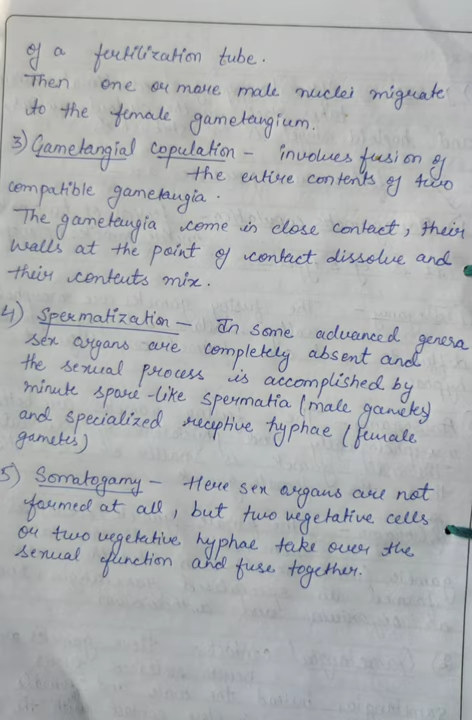 of a fertilization tube.
Then one or more male nuclei migrate
to the female gametangium.
3) Gametangial copulation - involves fusion of
the entire contents of two
compatible gametangia.
The gametangia come in close contact, their
walls at the point of contact dissolve and
their contents mix.
4) Spermatization - In some advanced genera
sex organs are completely absent and
the sexual process is accomplished by
minute spore-like spermatia (male gametes)
and specialized receptive hyphae (female
gametes)
5) Somatogamy - Here sex organs are not
formed at all, but two vegetative cells
or two vegetative hyphae take over the
sexual function and fuse together.